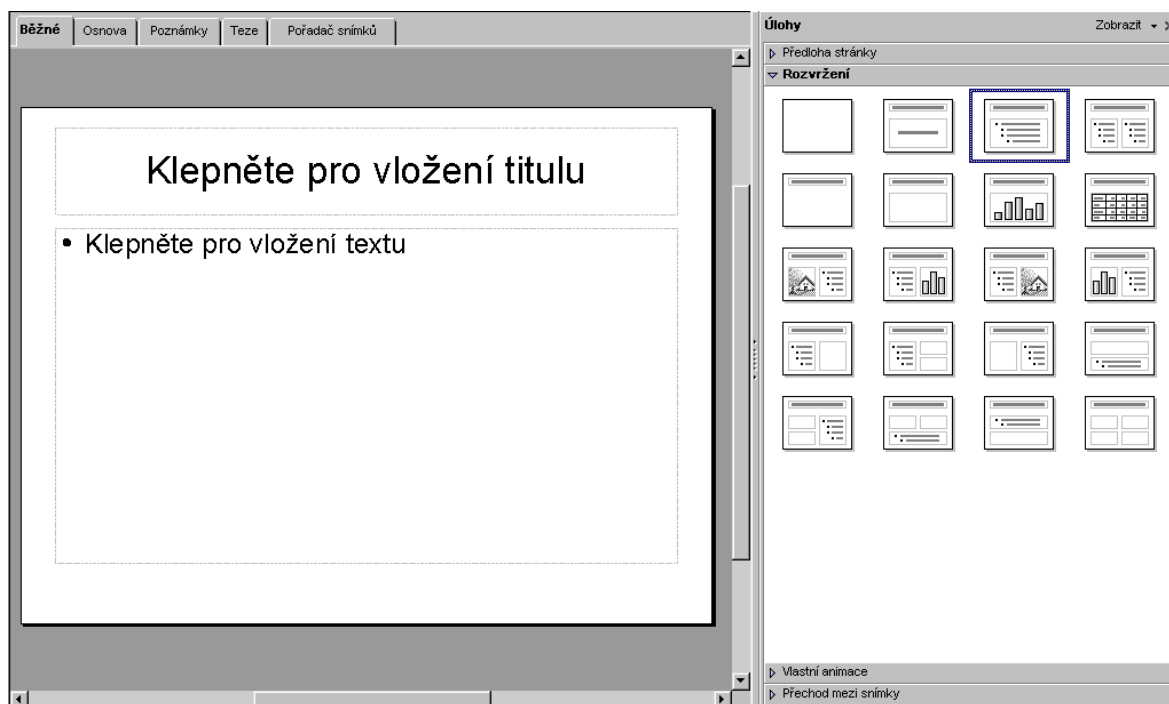 Běžné Osnova Poznámky Teze Pořadač snímků
Klepněte pro vložení titulu
• Klepněte pro vložení textu
Úlohy Zobrazit
Předloha stránky
Rozvržení
Vlastní animace
Přechod mezi snímky